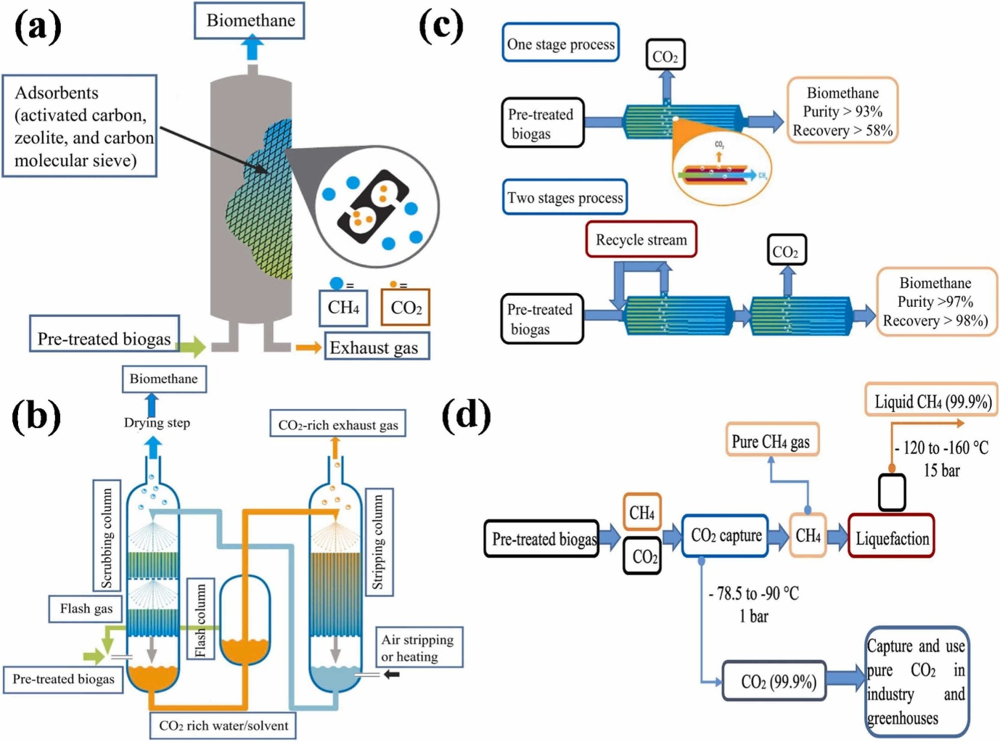 (a)
Biomethane
Adsorbents
(activated carbon,
zeolite, and carbon
molecular sieve)
=
CH4
=
CO2
Pre-treated biogas
Exhaust gas
(b)
Biomethane
Drying step
CO2-rich exhaust gas
Scrubbing column
Stripping column
Flash gas
Flash column
Pre-treated biogas
Air stripping
or heating
CO2 rich water/solvent
(c)
One stage process
CO2
Pre-treated
biogas
Biomethane
Purity > 93%
Recovery > 58%
CO2
CH4
Two stages process
Recycle stream
CO2
Pre-treated
biogas
Biomethane
Purity >97%
Recovery > 98%)
(d)
Liquid CH4 (99.9%)
Pure CH4 gas
- 120 to -160 °C
15 bar
Pre-treated biogas
CH4
CO2
CO2 capture
CH4
Liquefaction
- 78.5 to -90 °C
1 bar
CO2 (99.9%)
Capture and use
pure CO2 in
industry and
greenhouses